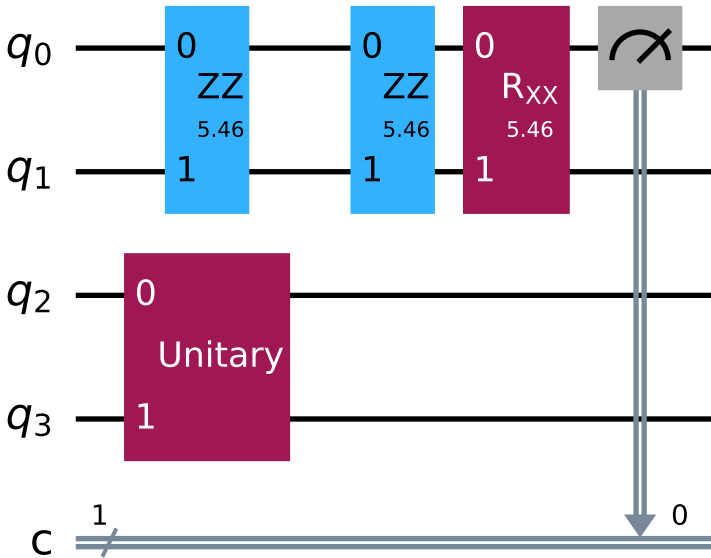 q0 0 0 0
ZZ ZZ RXX
5.46 5.46 5.46
q1 1 1 1
q2 0
Unitary
q3 1
1 0
c